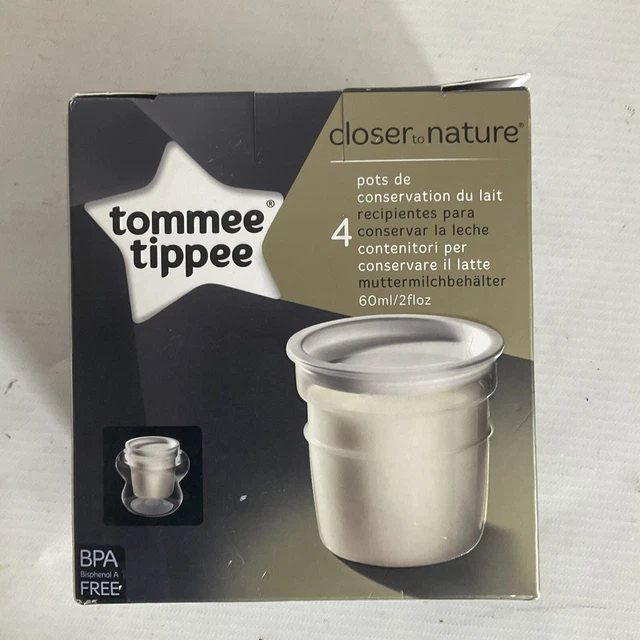 closer to nature®
tommee®
tippee
4
pots de
conservation du lait
recipientes para
conservar la leche
contenitori per
conservare il latte
muttermilchbehälter
60ml/2floz
BPA
Bisphenol A
FREE